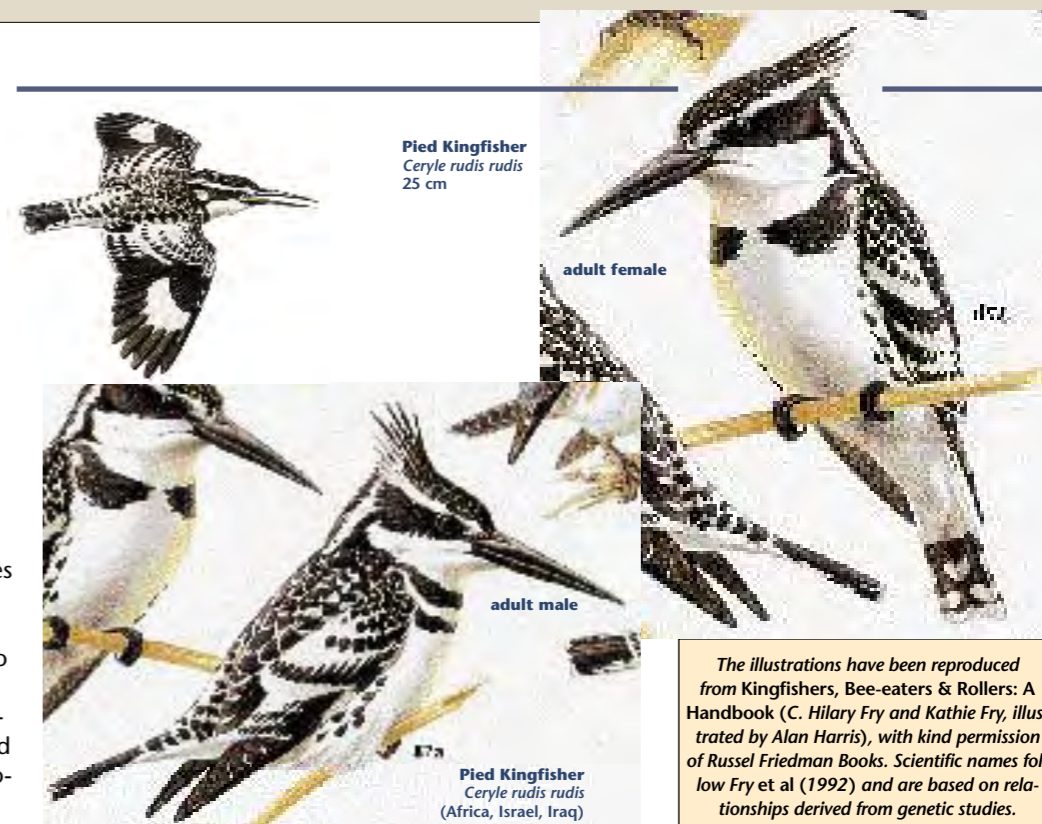 Pied Kingfisher
Ceryle rudis rudis
25 cm
adult female
adult male
Pied Kingfisher
Ceryle rudis rudis
(Africa, Israel, Iraq)
The illustrations have been reproduced
from Kingfishers, Bee-eaters & Rollers: A
Handbook (C. Hilary Fry and Kathie Fry, illus
trated by Alan Harris), with kind permission
of Russel Friedman Books. Scientific names fol
low Fry et al (1992) and are based on rela-
tionships derived from genetic studies.